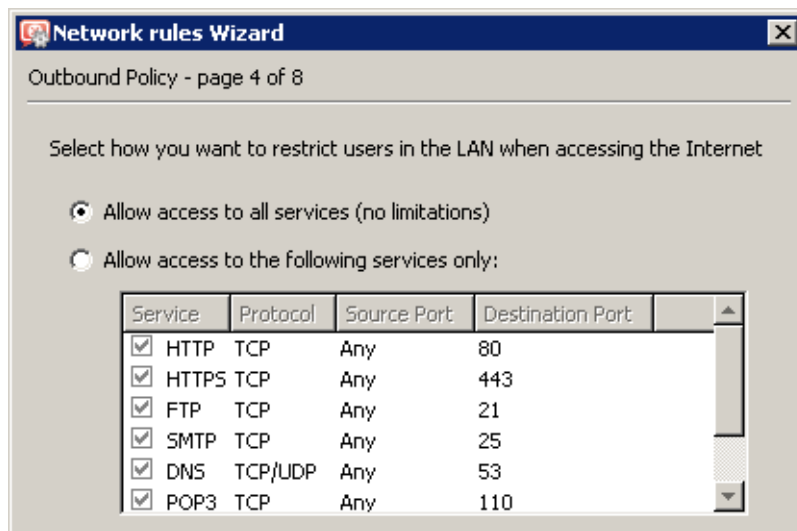 Network rules Wizard
Outbound Policy - page 4 of 8
Select how you want to restrict users in the LAN when accessing the Internet
Allow access to all services (no limitations)
Allow access to the following services only:
Service Protocol Source Port Destination Port
HTTP TCP Any 80
HTTPS TCP Any 443
FTP TCP Any 21
SMTP TCP Any 25
DNS TCP/UDP Any 53
POP3 TCP Any 110